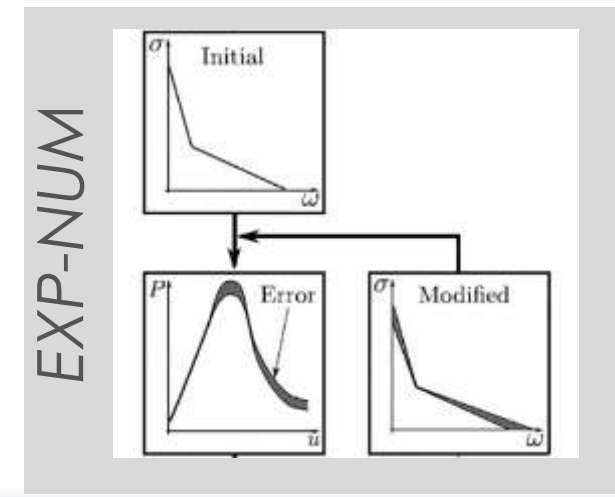 EXP-NUM
σ
Initial
ω
P
Error
u
σ
Modified
ω